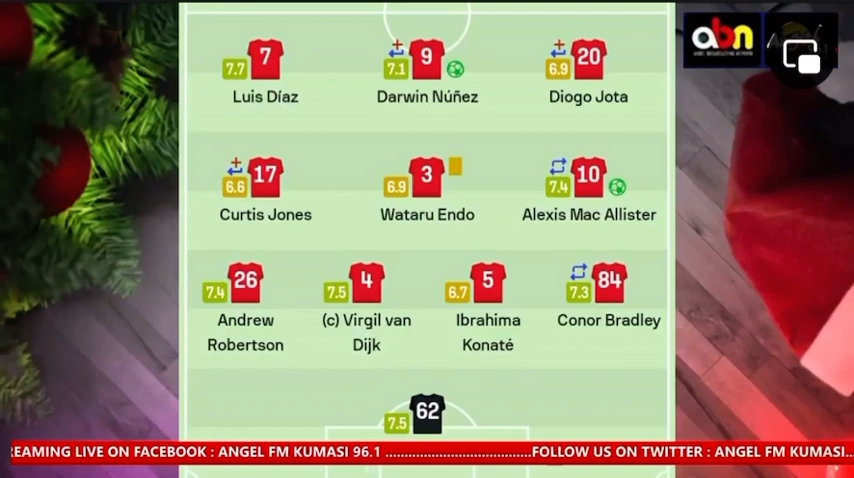 abn
7
9
20
7.7
7.1
6.9
Luis Díaz
Darwin Núñez
Diogo Jota
17
3
10
6.6
6.9
7.4
Curtis Jones
Wataru Endo
Alexis Mac Allister
26
4
5
84
7.4
7.5
6.7
7.3
Andrew
Robertson
(c) Virgil van
Dijk
Ibrahima
Konaté
Conor Bradley
62
7.5
REAMING LIVE ON FACEBOOK : ANGEL FM KUMASI 96.1 ......................................FOLLOW US ON TWITTER : ANGEL FM KUMASI...